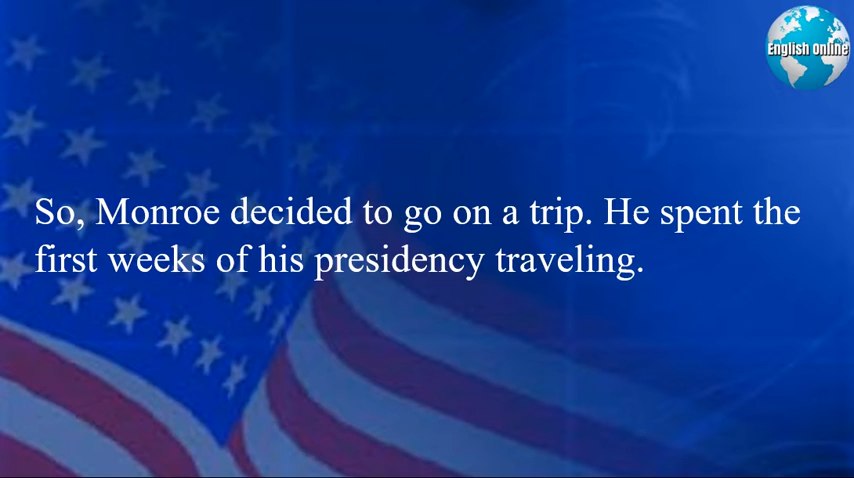 English Online
So, Monroe decided to go on a trip. He spent the
first weeks of his presidency traveling.